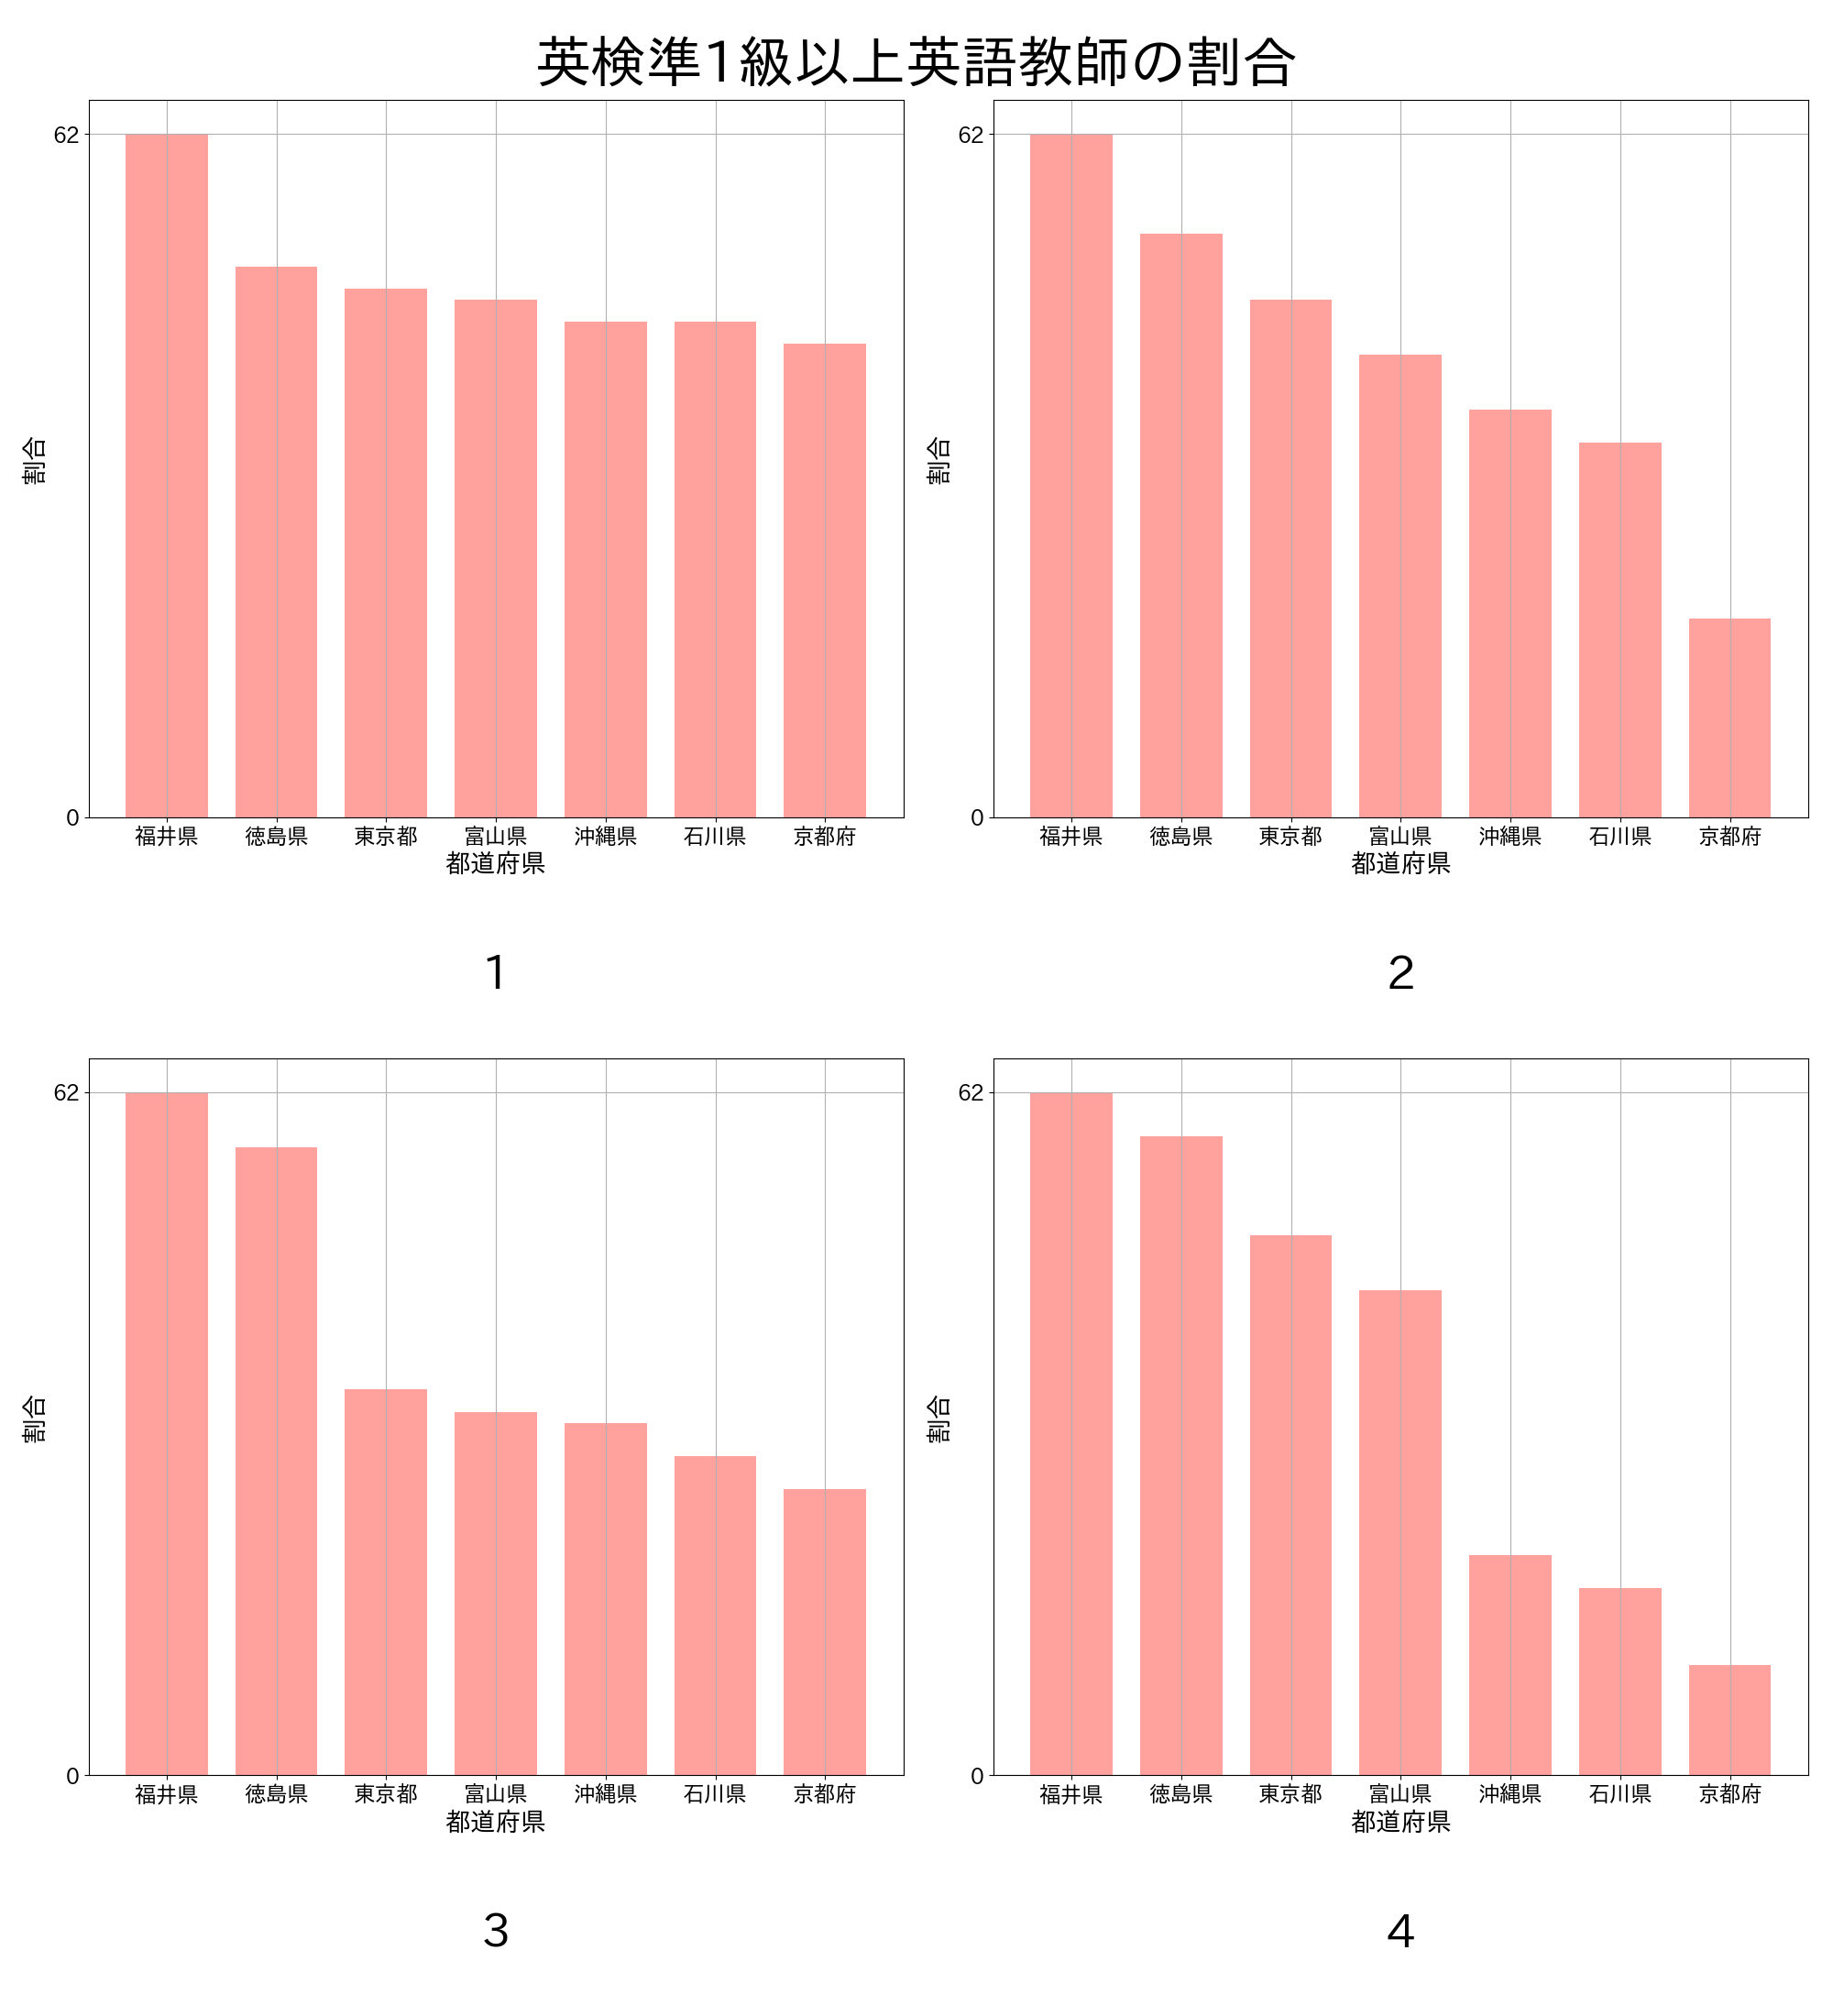 英検準1級以上英語教師の割合
62
0
割合
福井県 徳島県 東京都 富山県 沖縄県 石川県 京都府
都道府県
1
62
0
割合
福井県 徳島県 東京都 富山県 沖縄県 石川県 京都府
都道府県
2
62
0
割合
福井県 徳島県 東京都 富山県 沖縄県 石川県 京都府
都道府県
3
62
0
割合
福井県 徳島県 東京都 富山県 沖縄県 石川県 京都府
都道府県
4